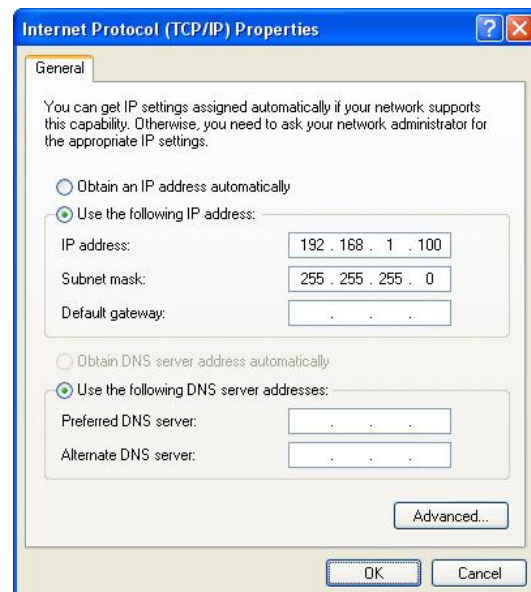 Internet Protocol (TCP/IP) Properties
General
You can get IP settings assigned automatically if your network supports
this capability. Otherwise, you need to ask your network administrator for
the appropriate IP settings.
Obtain an IP address automatically
Use the following IP address:
IP address: 192 . 168 . 1 . 100
Subnet mask: 255 . 255 . 255 . 0
Default gateway: . . .
Obtain DNS server address automatically
Use the following DNS server addresses:
Preferred DNS server: . . .
Alternate DNS server: . . .
Advanced...
OK Cancel